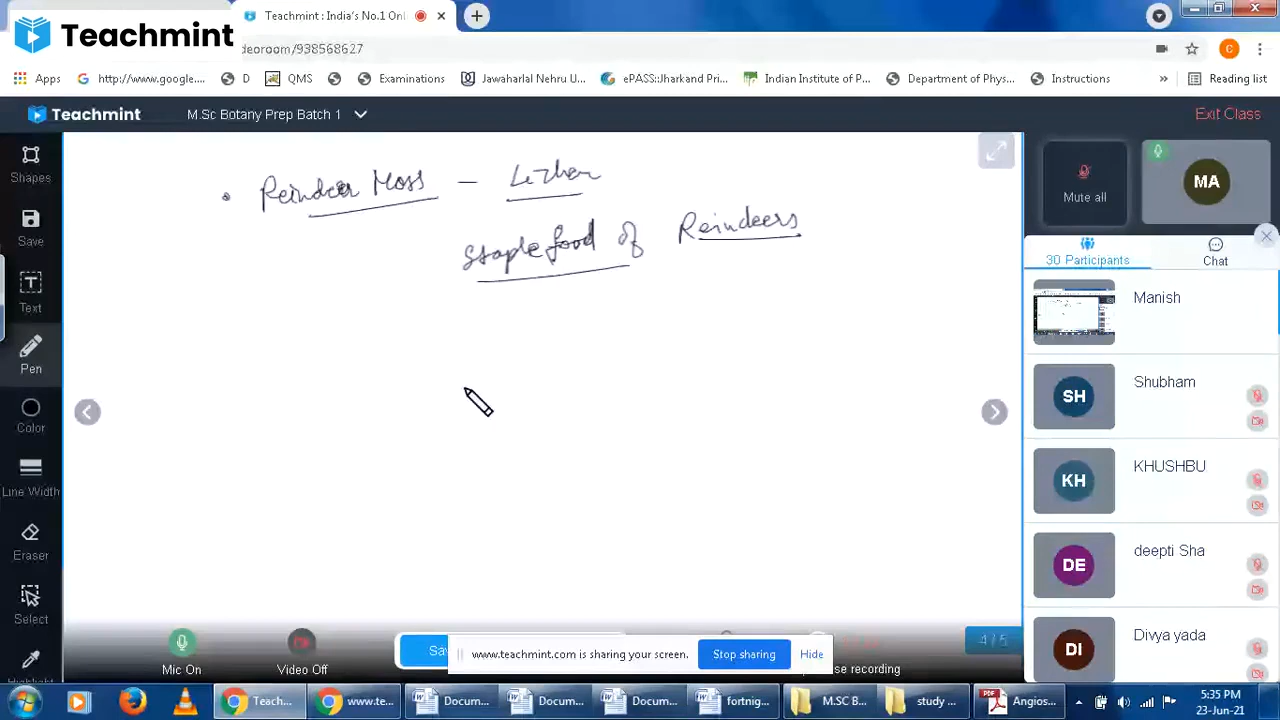 Teachmint
Teachmint : India's No.1 Onl
deoroom/938568627
Apps
http://www.google....
D
QMS
Examinations
Jawaharlal Nehru U...
ePASS::Jharkand Pri...
Indian Institute of P...
Department of Phys...
Instructions
»
Reading list
Teachmint
M.Sc Botany Prep Batch 1
Exit Class
Shapes
Save
Text
Pen
Color
Line Width
Eraser
Select
• Reindeer Moss — Lichen
Staple food of Reindeers
Mute all
MA
30 Participants
Chat
Manish
SH
Shubham
KH
KHUSHBU
DE
deepti Sha
DI
Divya yada
4 / 5
Mic On
Video Off
Sav
www.teachmint.com is sharing your screen.
Stop sharing
Hide
se recording
Teach...
www.te...
Docum...
Docum...
Docum...
fortnig...
M.SC B...
study ...
Angios...
5:35 PM
23-Jun-21